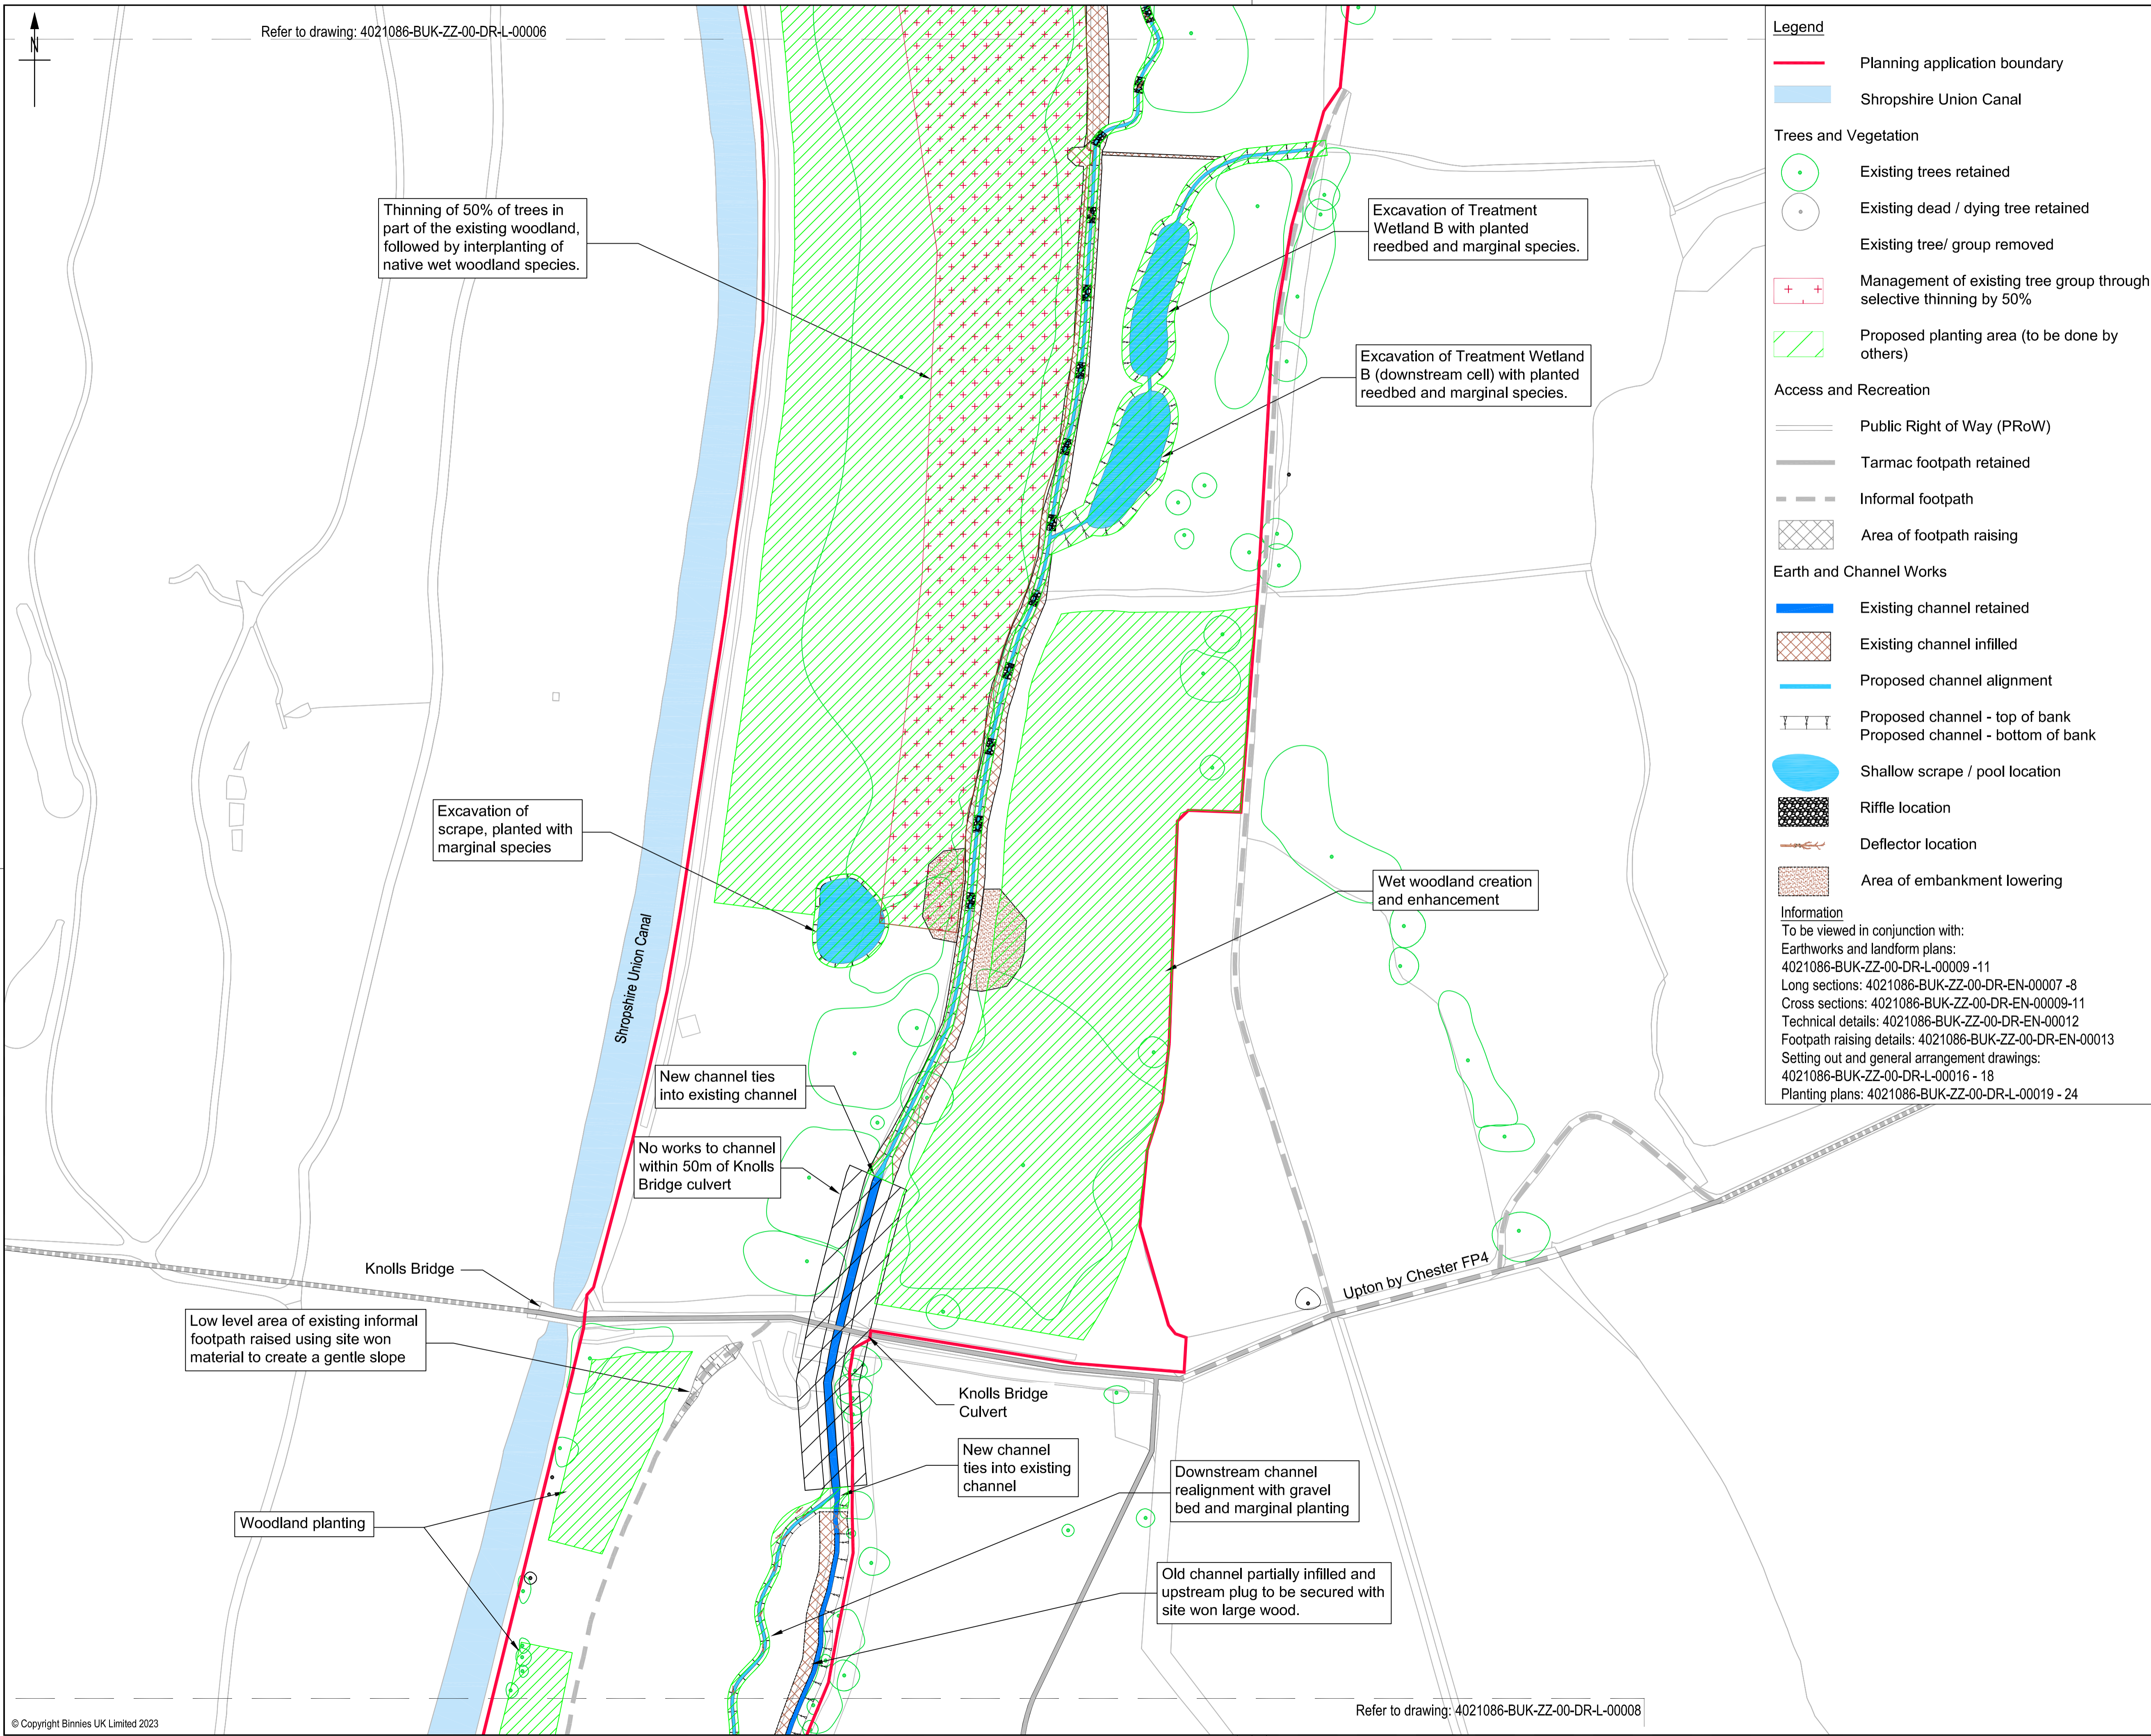 Refer to drawing: 4021086-BUK-ZZ-00-DR-L-00006
N
Thinning of 50% of trees in
part of the existing woodland,
followed by interplanting of
native wet woodland species.
Excavation of Treatment
Wetland B with planted
reedbed and marginal species.
Excavation of Treatment Wetland
B (downstream cell) with planted
reedbed and marginal species.
Excavation of
scrape, planted with
marginal species
Wet woodland creation
and enhancement
Shropshire Union Canal
New channel ties
into existing channel
No works to channel
within 50m of Knolls
Bridge culvert
Knolls Bridge
Upton by Chester FP4
Low level area of existing informal
footpath raised using site won
material to create a gentle slope
Knolls Bridge
Culvert
New channel
ties into existing
channel
Downstream channel
realignment with gravel
bed and marginal planting
Woodland planting
Old channel partially infilled and
upstream plug to be secured with
site won large wood.
Refer to drawing: 4021086-BUK-ZZ-00-DR-L-00008
© Copyright Binnies UK Limited 2023
Legend
Planning application boundary
Shropshire Union Canal
Trees and Vegetation
Existing trees retained
Existing dead / dying tree retained
Existing tree/ group removed
Management of existing tree group through
selective thinning by 50%
Proposed planting area (to be done by
others)
Access and Recreation
Public Right of Way (PRoW)
Tarmac footpath retained
Informal footpath
Area of footpath raising
Earth and Channel Works
Existing channel retained
Existing channel infilled
Proposed channel alignment
Proposed channel - top of bank
Proposed channel - bottom of bank
Shallow scrape / pool location
Riffle location
Deflector location
Area of embankment lowering
Information
To be viewed in conjunction with:
Earthworks and landform plans:
4021086-BUK-ZZ-00-DR-L-00009 -11
Long sections: 4021086-BUK-ZZ-00-DR-EN-00007 -8
Cross sections: 4021086-BUK-ZZ-00-DR-EN-00009-11
Technical details: 4021086-BUK-ZZ-00-DR-EN-00012
Footpath raising details: 4021086-BUK-ZZ-00-DR-EN-00013
Setting out and general arrangement drawings:
4021086-BUK-ZZ-00-DR-L-00016 - 18
Planting plans: 4021086-BUK-ZZ-00-DR-L-00019 - 24